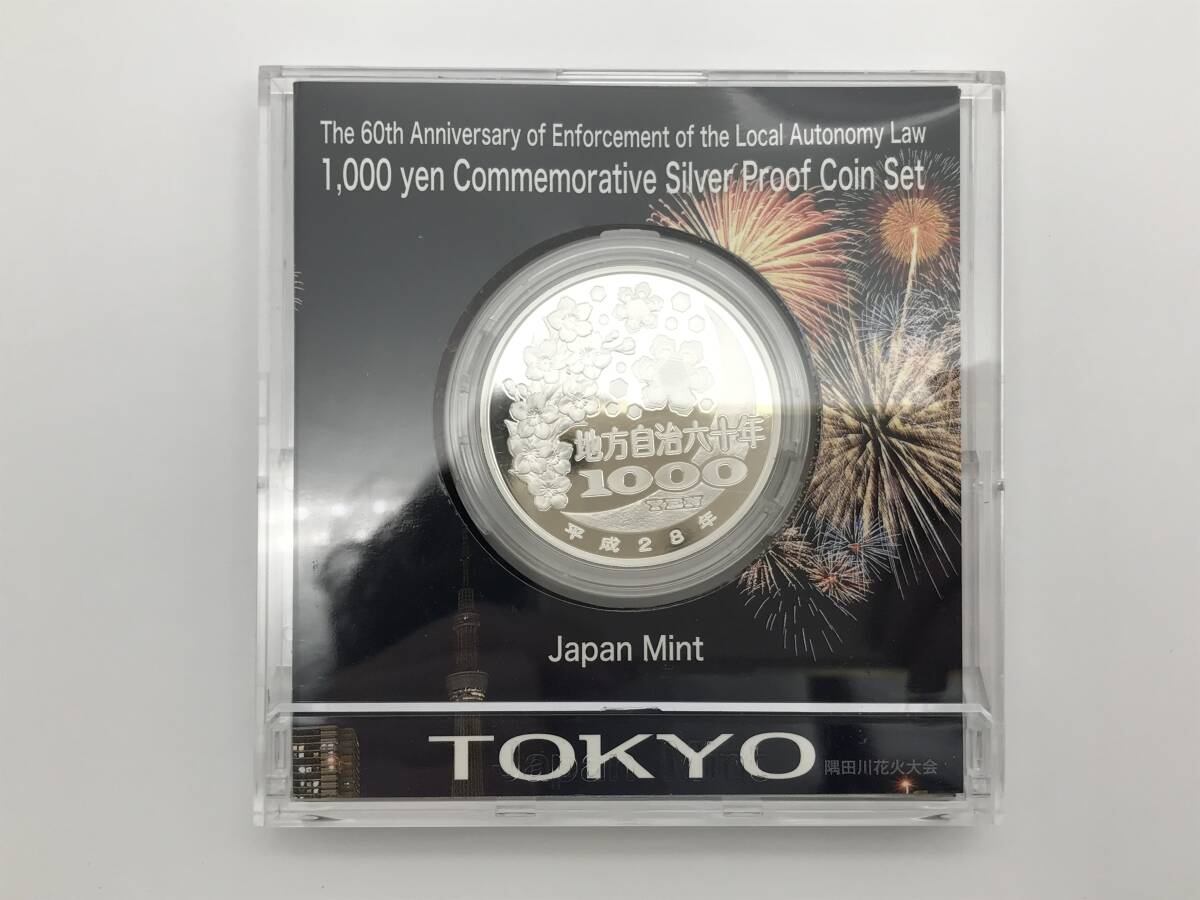 The 60th Anniversary of Enforcement of the Local Autonomy Law
1,000 yen Commemorative Silver Proof Coin Set
地方自治六十年
1000
平成28年
Japan Mint
TOKYO
隅田川花火大会